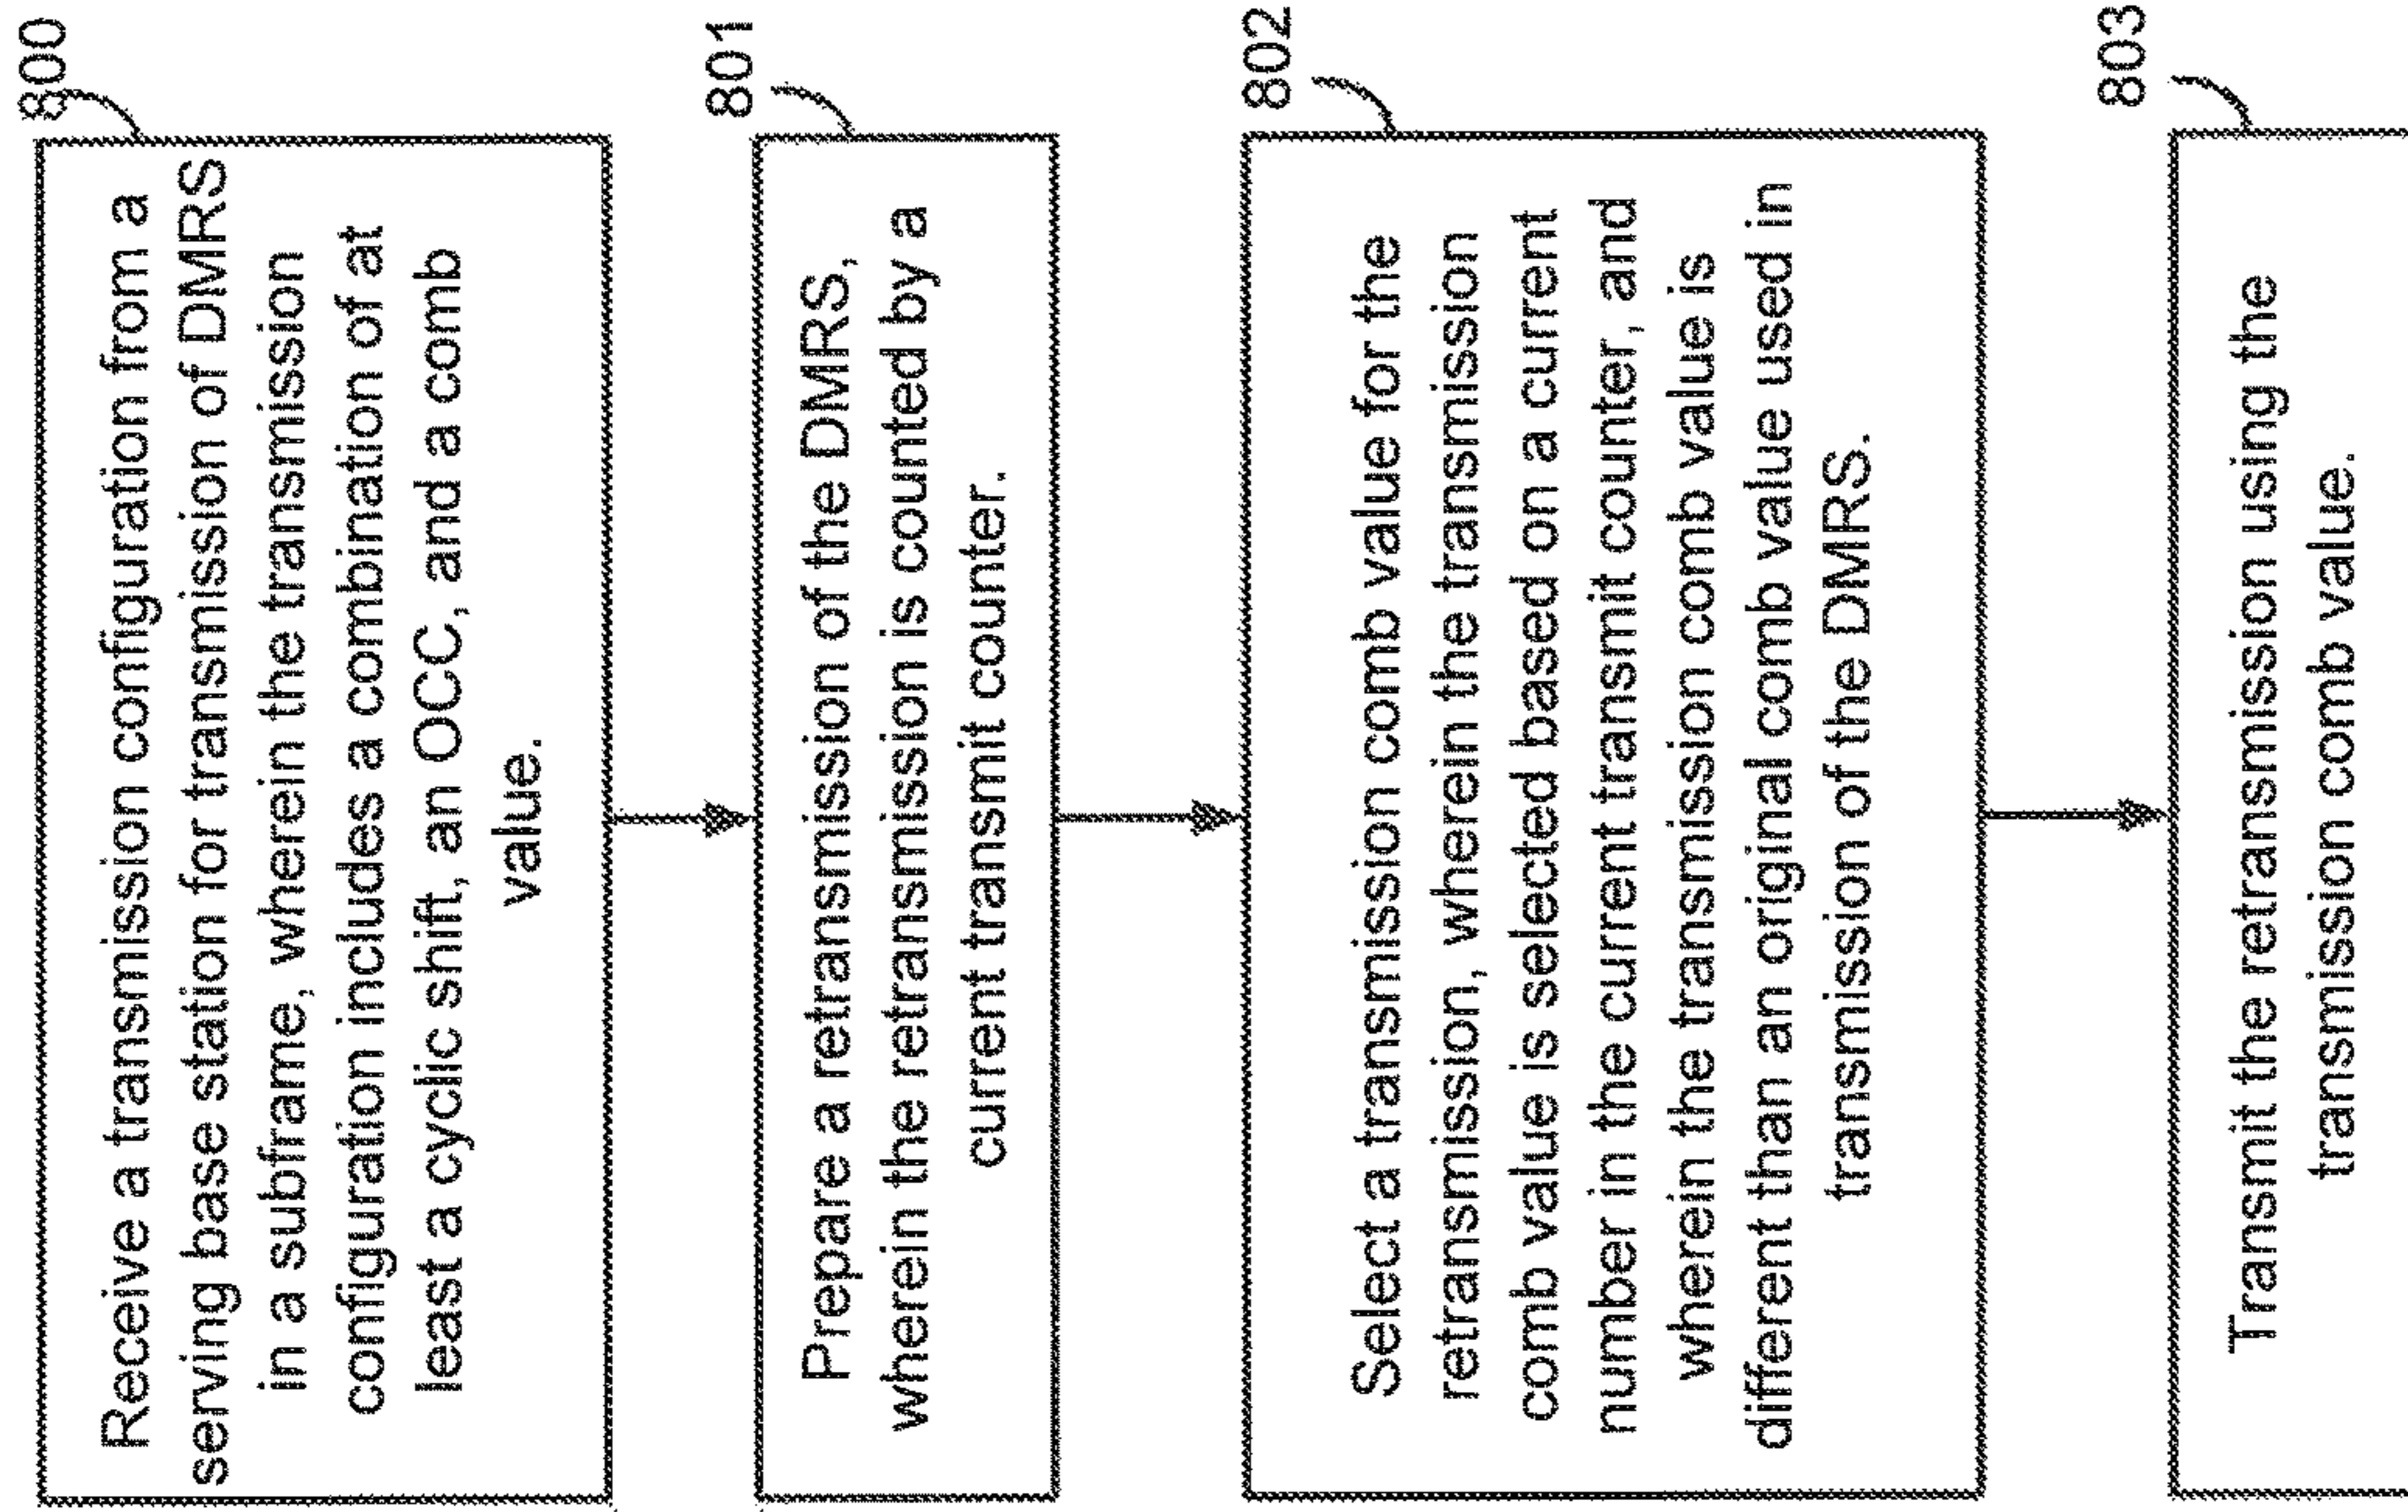 800
Receive a transmission configuration from a
serving base station for transmission of DMRS
in a subframe, wherein the transmission
configuration includes a combination of at
least a cyclic shift, an OCC, and a comb
value.
801
Prepare a retransmission of the DMRS,
wherein the retransmission is counted by a
current transmit counter.
802
Select a transmission comb value for the
retransmission, wherein the transmission
comb value is selected based on a current
number in the current transmit counter, and
wherein the transmission comb value is
different than an original comb value used in
transmission of the DMRS.
803
Transmit the retransmission using the
transmission comb value.